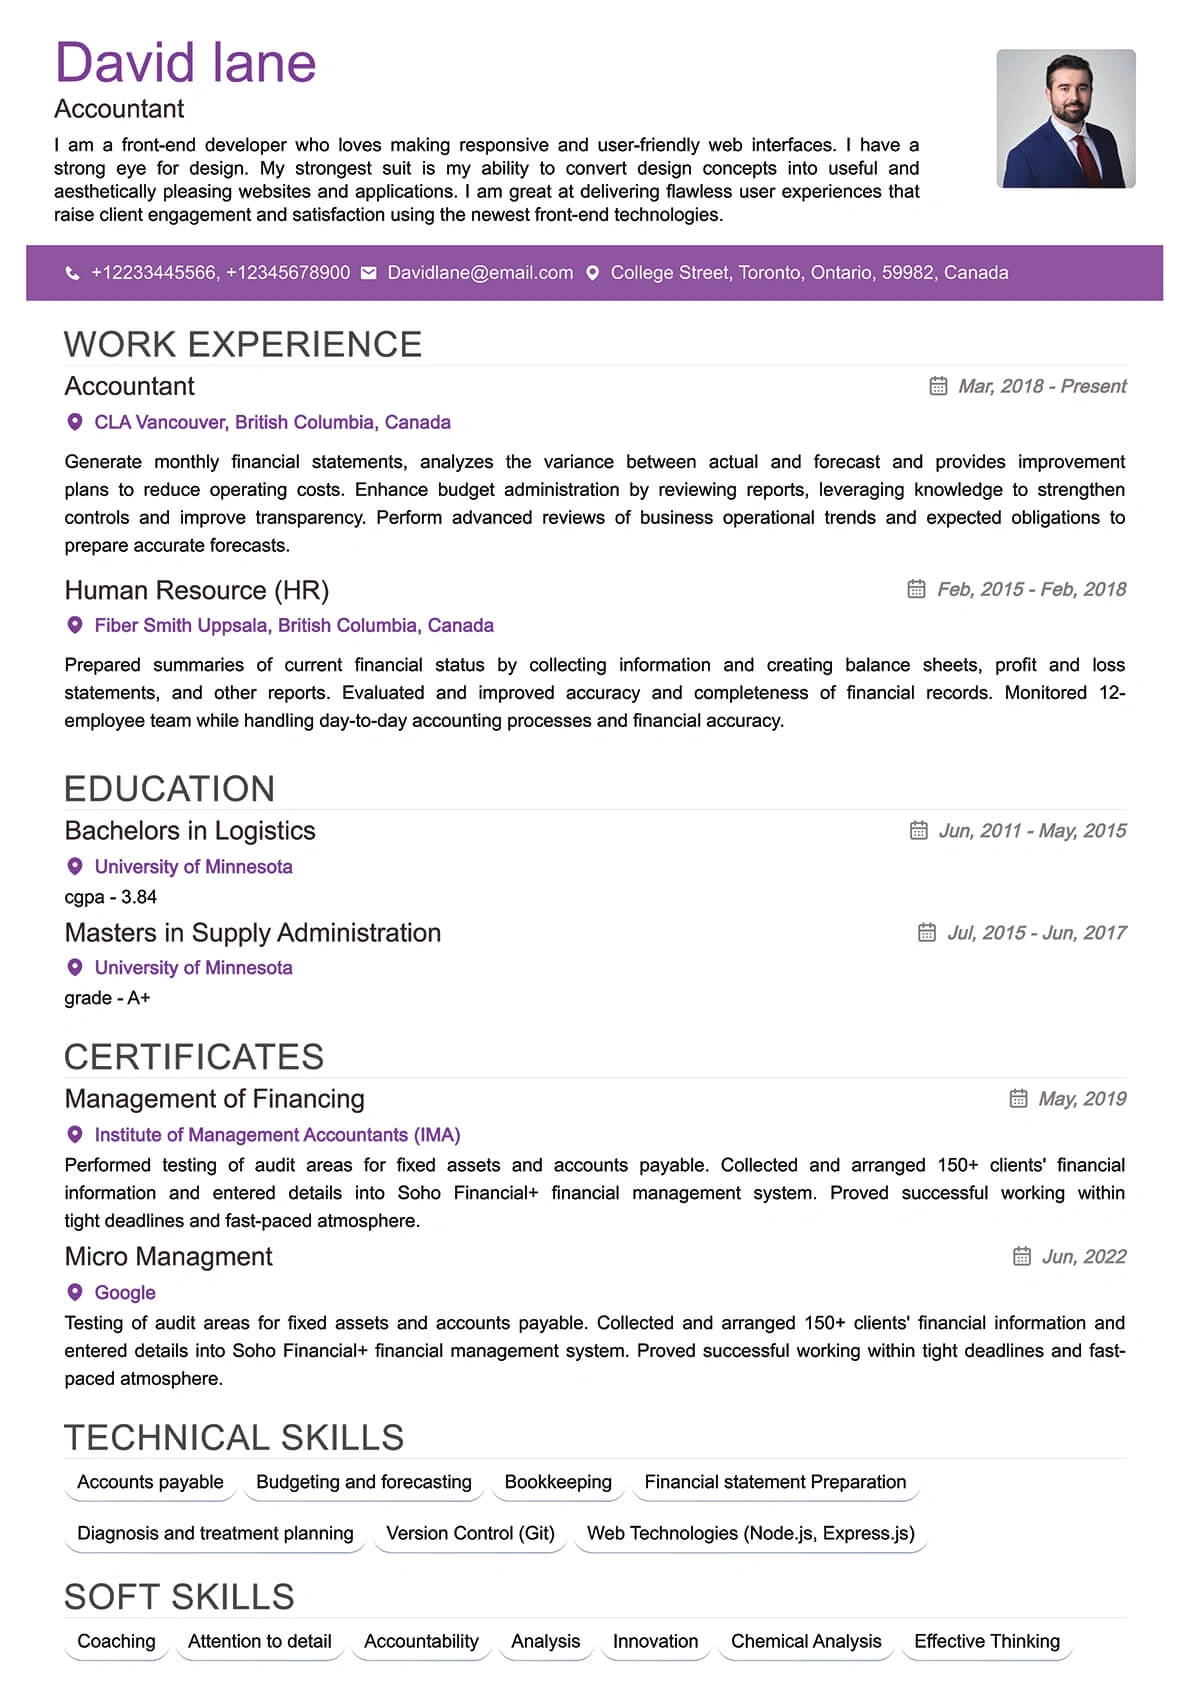 David lane
Accountant
I am a front-end developer who loves making responsive and user-friendly web interfaces. I have a
strong eye for design. My strongest suit is my ability to convert design concepts into useful and
aesthetically pleasing websites and applications. I am great at delivering flawless user experiences that
raise client engagement and satisfaction using the newest front-end technologies.
+12233445566, +12345678900 Davidlane@email.com College Street, Toronto, Ontario, 59982, Canada
WORK EXPERIENCE
Accountant Mar, 2018 - Present
CLA Vancouver, British Columbia, Canada
Generate monthly financial statements, analyzes the variance between actual and forecast and provides improvement
plans to reduce operating costs. Enhance budget administration by reviewing reports, leveraging knowledge to strengthen
controls and improve transparency. Perform advanced reviews of business operational trends and expected obligations to
prepare accurate forecasts.
Human Resource (HR) Feb, 2015 - Feb, 2018
Fiber Smith Uppsala, British Columbia, Canada
Prepared summaries of current financial status by collecting information and creating balance sheets, profit and loss
statements, and other reports. Evaluated and improved accuracy and completeness of financial records. Monitored 12-
employee team while handling day-to-day accounting processes and financial accuracy.
EDUCATION
Bachelors in Logistics Jun, 2011 - May, 2015
University of Minnesota
cgpa - 3.84
Masters in Supply Administration Jul, 2015 - Jun, 2017
University of Minnesota
grade - A+
CERTIFICATES
Management of Financing May, 2019
Institute of Management Accountants (IMA)
Performed testing of audit areas for fixed assets and accounts payable. Collected and arranged 150+ clients' financial
information and entered details into Soho Financial+ financial management system. Proved successful working within
tight deadlines and fast-paced atmosphere.
Micro Managment Jun, 2022
Google
Testing of audit areas for fixed assets and accounts payable. Collected and arranged 150+ clients' financial information and
entered details into Soho Financial+ financial management system. Proved successful working within tight deadlines and fast-
paced atmosphere.
TECHNICAL SKILLS
Accounts payable Budgeting and forecasting Bookkeeping Financial statement Preparation
Diagnosis and treatment planning Version Control (Git) Web Technologies (Node.js, Express.js)
SOFT SKILLS
Coaching Attention to detail Accountability Analysis Innovation Chemical Analysis Effective Thinking